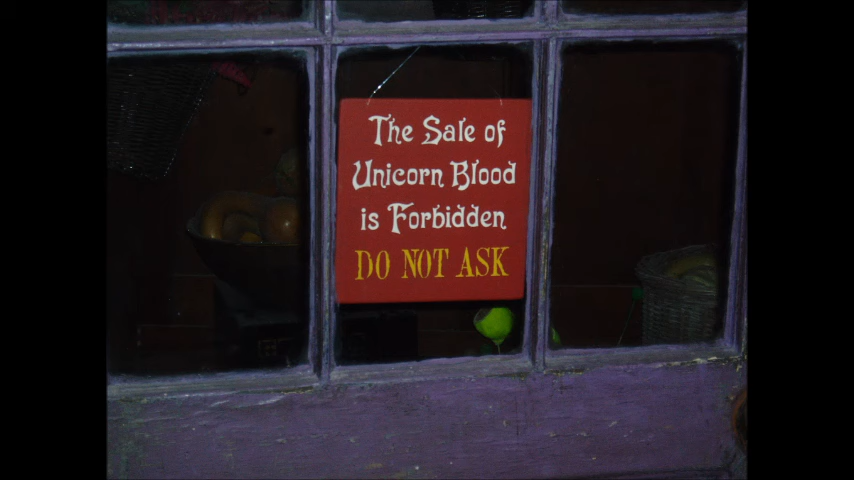 The Sale of
Unicorn Blood
is Forbidden
DO NOT ASK